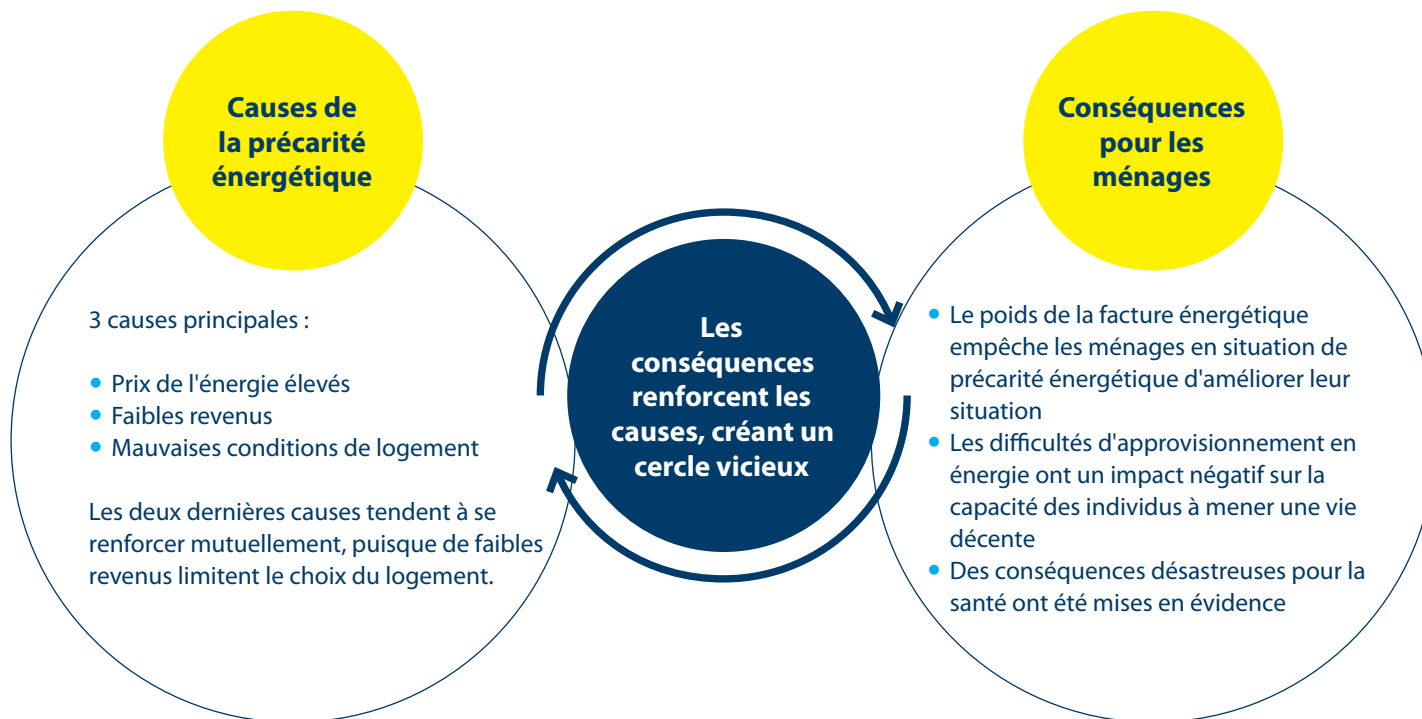 Causes de
la précarité
énergétique
3 causes principales :
• Prix de l'énergie élevés
• Faibles revenus
• Mauvaises conditions de logement
Les deux dernières causes tendent à se
renforcer mutuellement, puisque de faibles
revenus limitent le choix du logement.
Les
conséquences
renforcent les
causes, créant un
cercle vicieux
Conséquences
pour les
ménages
• Le poids de la facture énergétique
empêche les ménages en situation de
précarité énergétique d'améliorer leur
situation
• Les difficultés d'approvisionnement en
énergie ont un impact négatif sur la
capacité des individus à mener une vie
décente
• Des conséquences désastreuses pour la
santé ont été mises en évidence